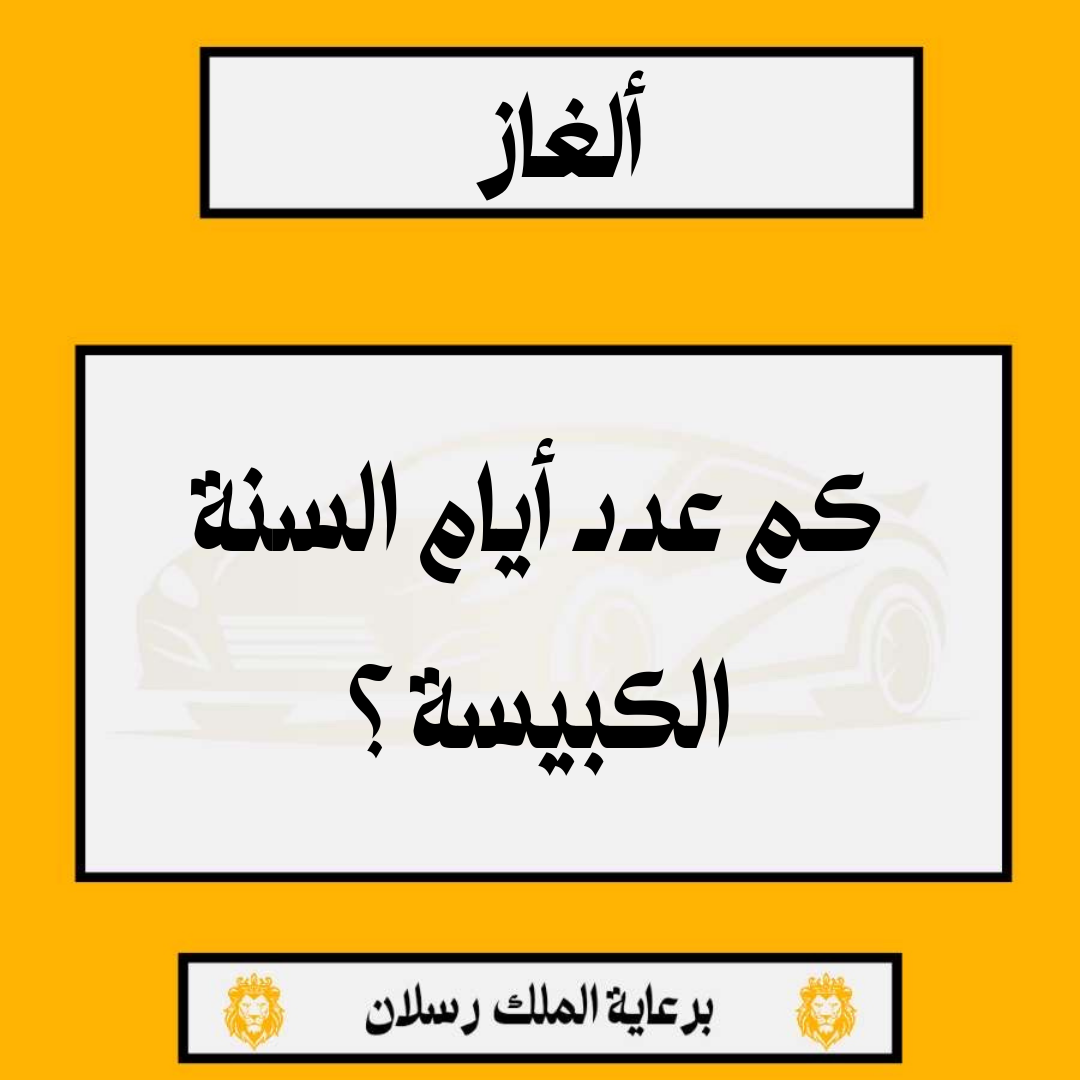 ألغاز
كم عدد أيام السنة
الكبيسة ؟
برعاية الملك رسلان